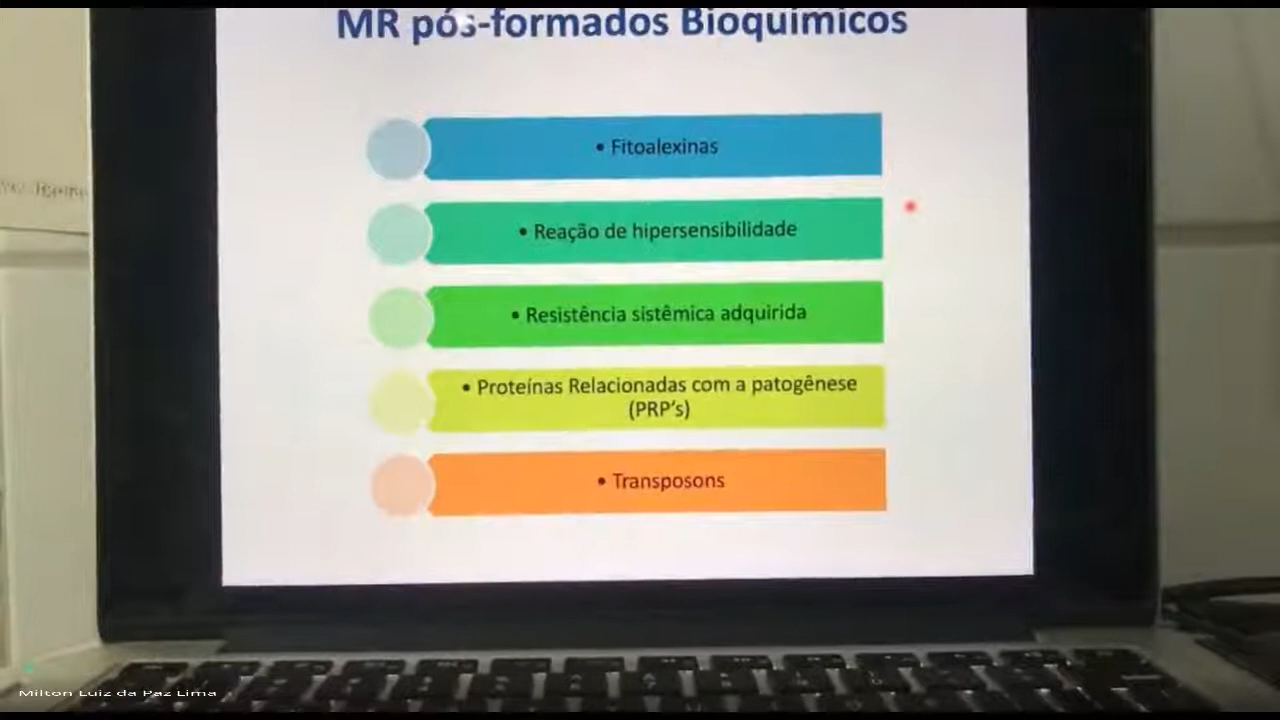 MR pós-formados Bioquímicos
• Fitoalexinas
• Reação de hipersensibilidade
• Resistência sistêmica adquirida
• Proteínas Relacionadas com a patogênese
(PRP's)
• Transposons
Milton Luiz da Paz Lima